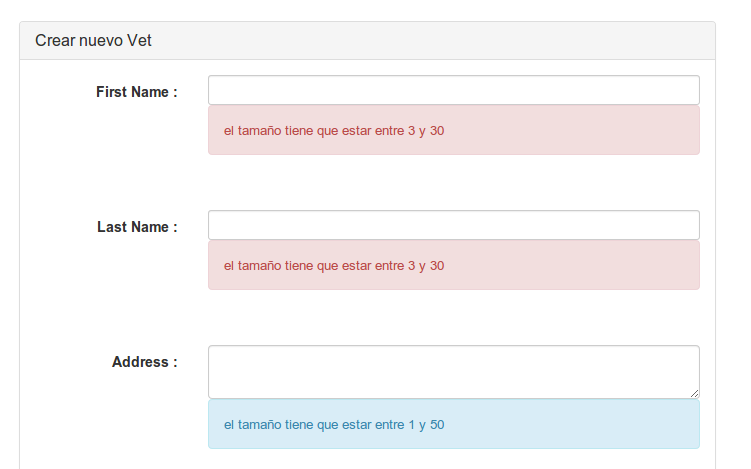 Crear nuevo Vet
First Name :
el tamaño tiene que estar entre 3 y 30
Last Name :
el tamaño tiene que estar entre 3 y 30
Address :
el tamaño tiene que estar entre 1 y 50